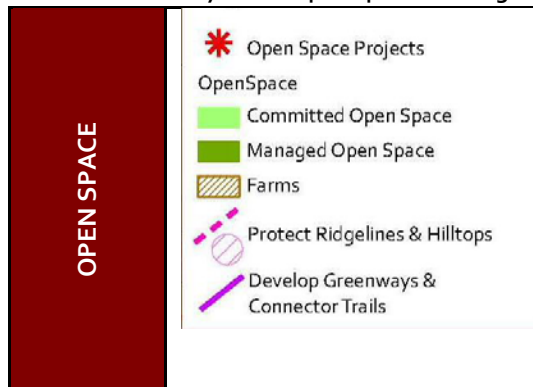 OPEN SPACE
Open Space Projects
OpenSpace
Committed Open Space
Managed Open Space
Farms
Protect Ridgelines & Hilltops
Develop Greenways &
Connector Trails